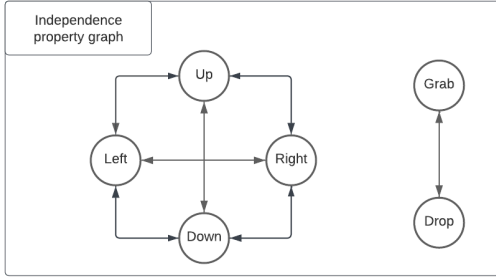 Independence
property graph
Up
Grab
Left
Right
Down
Drop